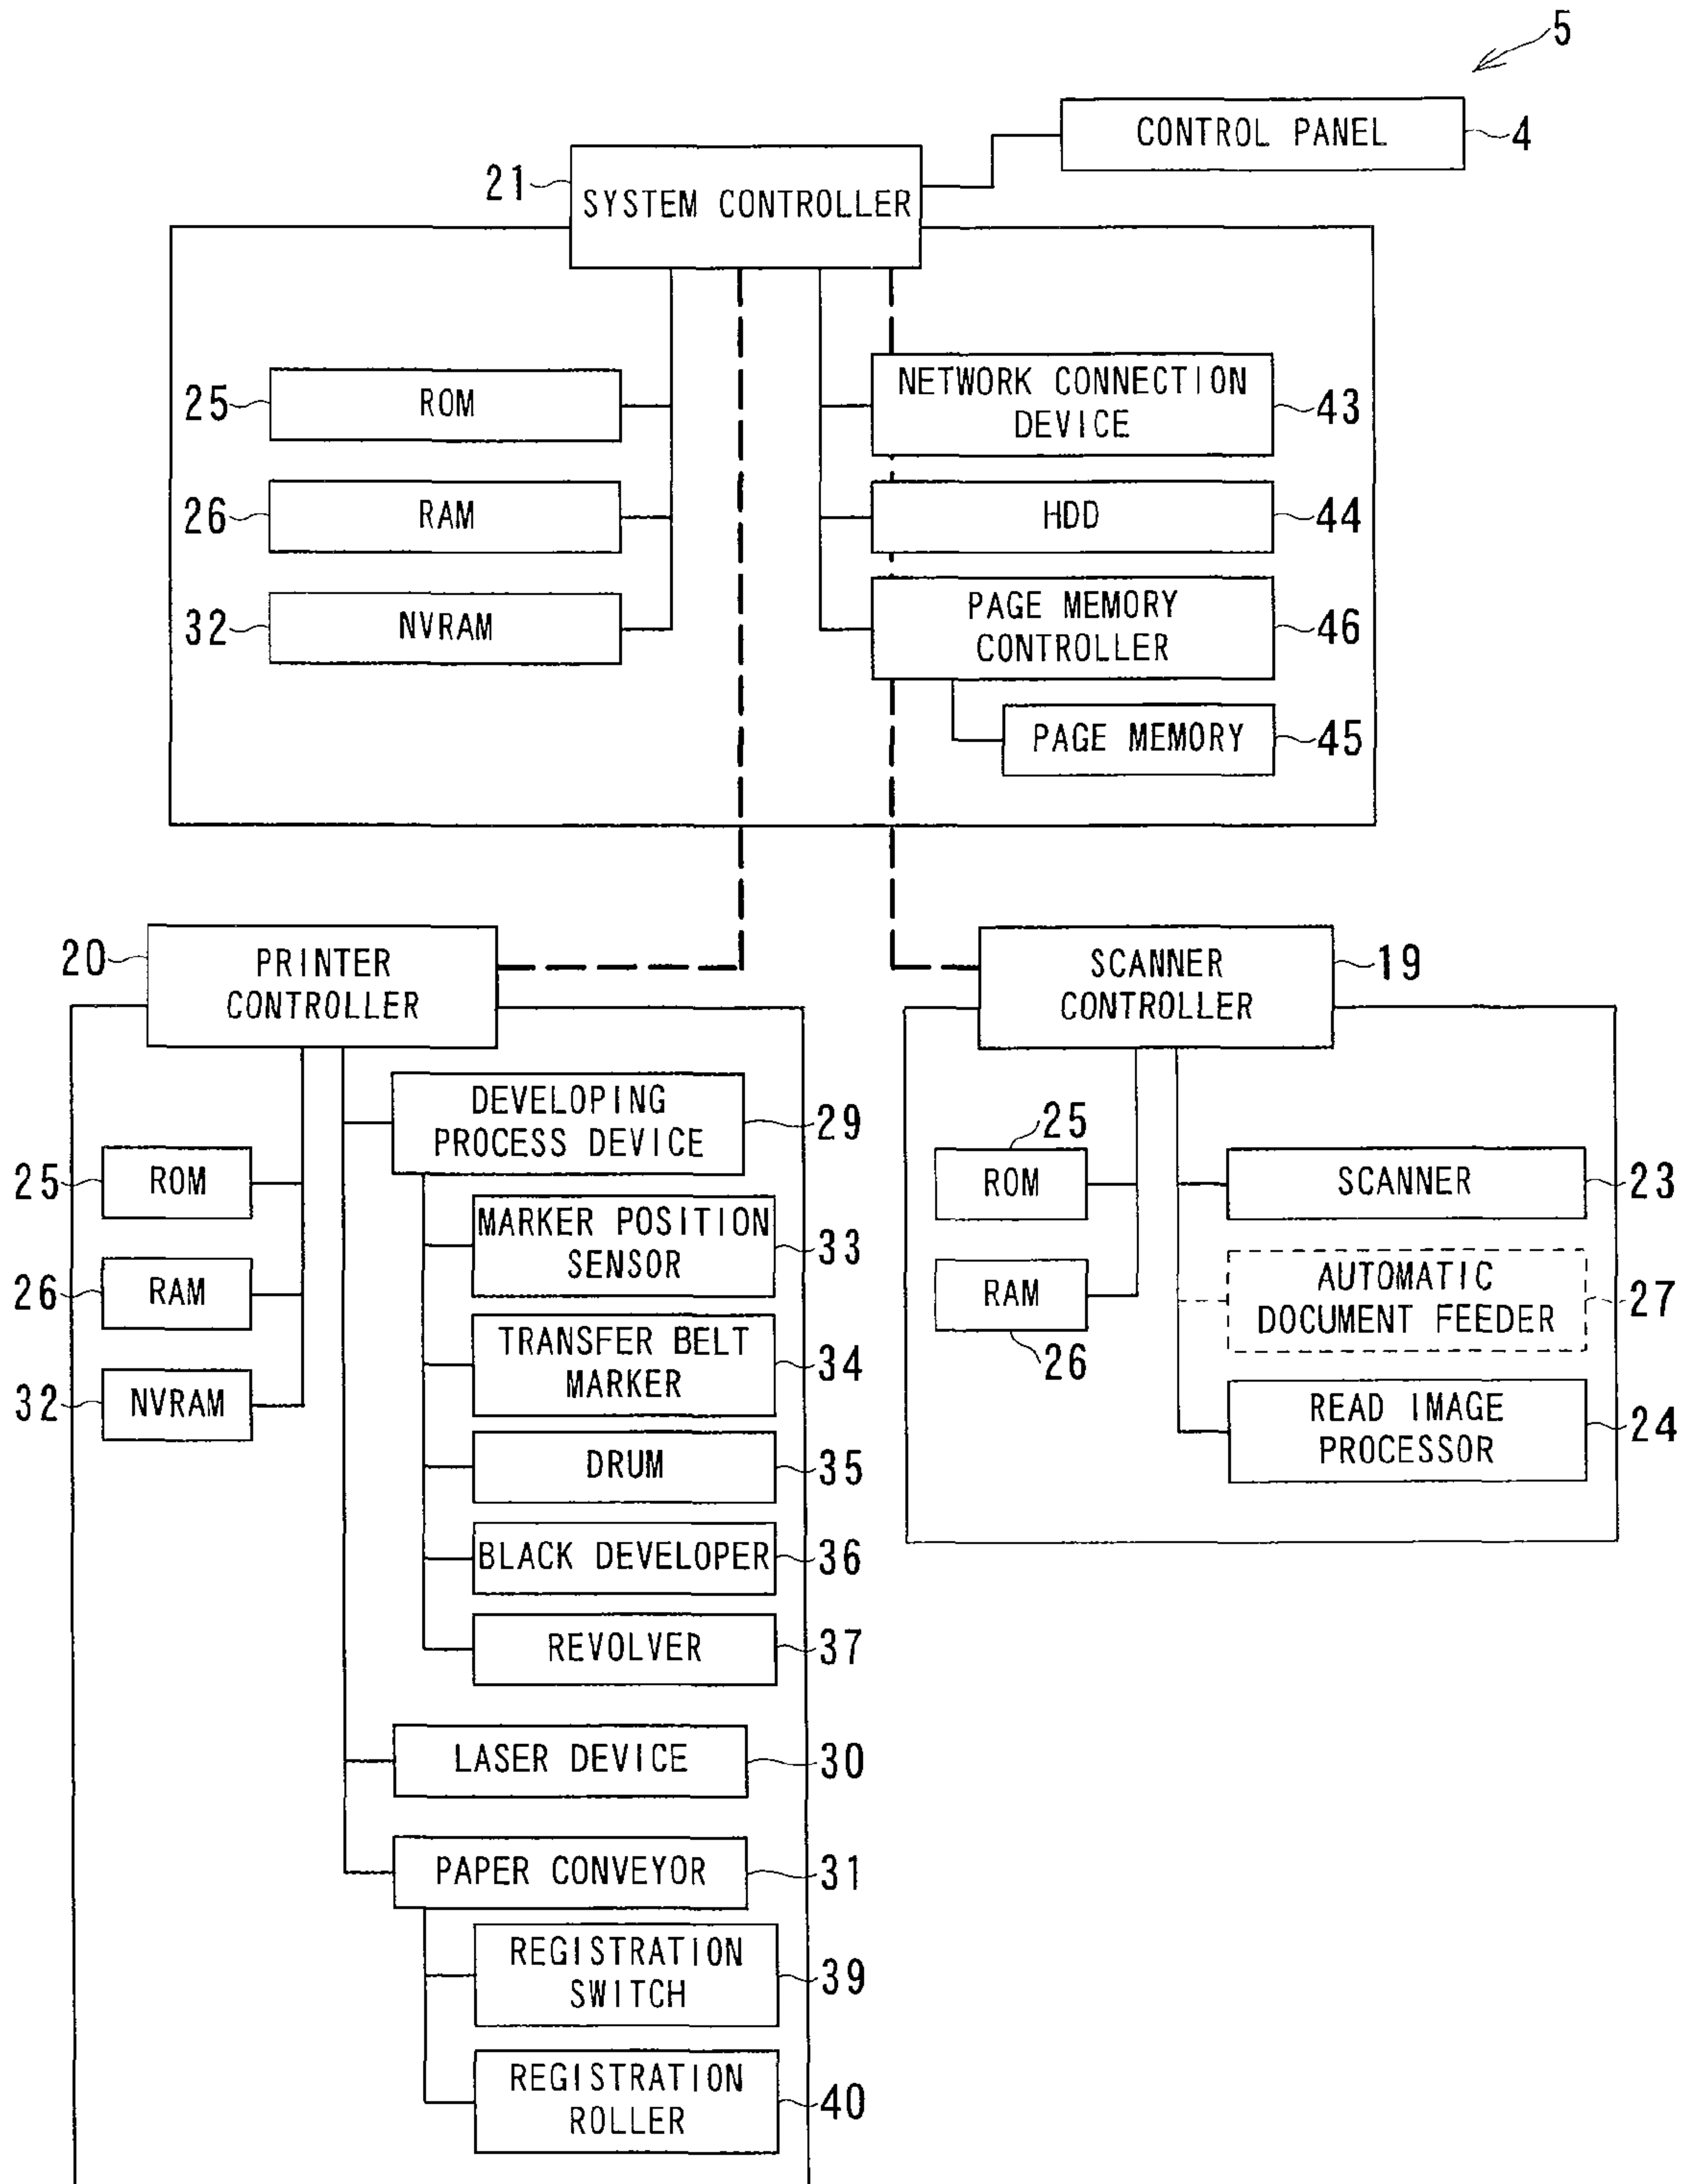 5
CONTROL PANEL
4
21
SYSTEM CONTROLLER
25
ROM
NETWORK CONNECTION
DEVICE
43
26
RAM
HDD
44
32
NVRAM
PAGE MEMORY
CONTROLLER
46
PAGE MEMORY
45
20
PRINTER
CONTROLLER
SCANNER
CONTROLLER
19
DEVELOPING
PROCESS DEVICE
29
25
ROM
MARKER POSITION
SENSOR
33
26
RAM
TRANSFER BELT
MARKER
34
32
NVRAM
DRUM
35
BLACK DEVELOPER
36
REVOLVER
37
LASER DEVICE
30
PAPER CONVEYOR
31
REGISTRATION
SWITCH
39
REGISTRATION
ROLLER
40
25
ROM
SCANNER
23
RAM
26
AUTOMATIC
DOCUMENT FEEDER
27
READ IMAGE
PROCESSOR
24